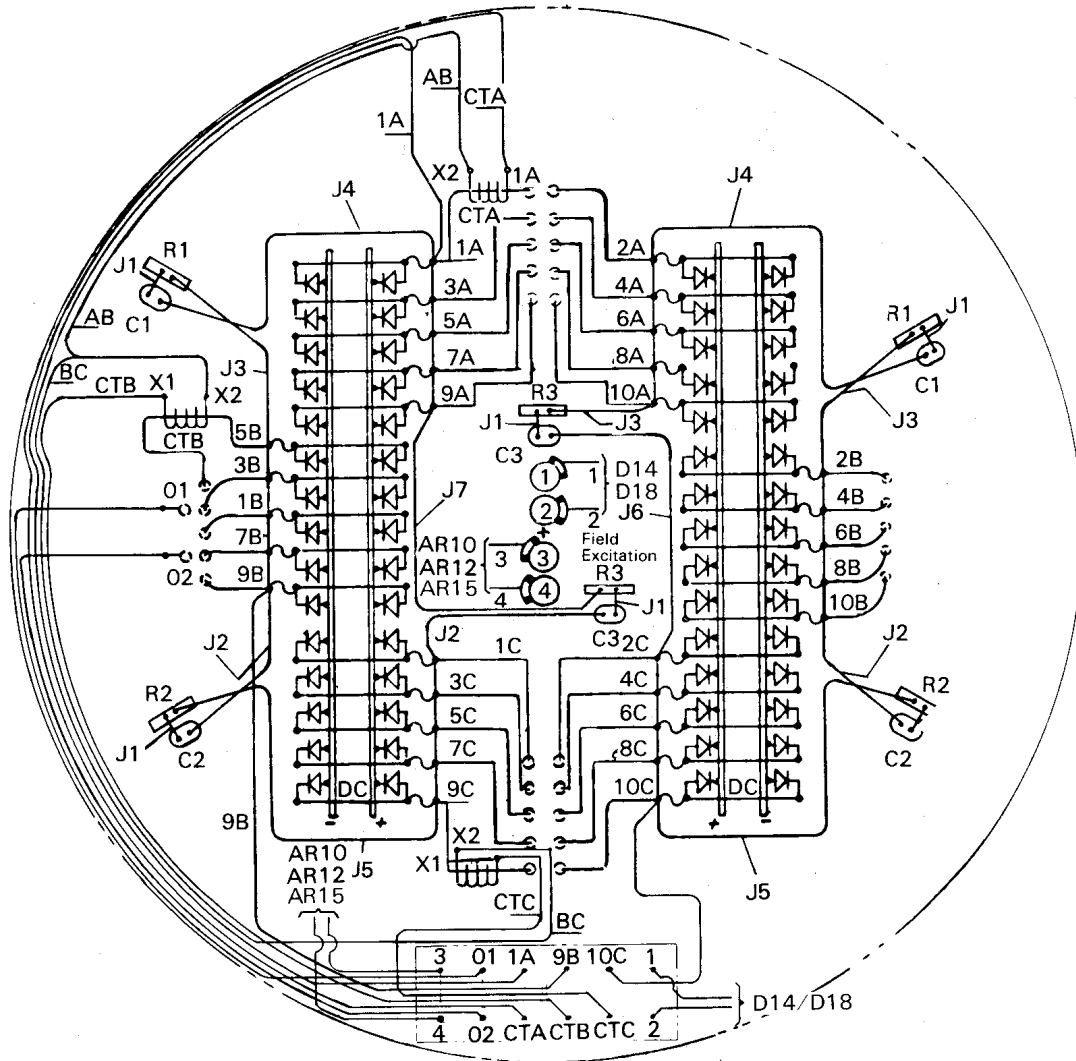 AB
CTA
1A
X2
1A
J4
J4
CTA
R1
J1
1A
2A
C1
3A
4A
AB
5A
6A
R1
J1
BC
J3
7A
8A
C1
CTB
X1
X2
9A
R3
10A
J3
J1
J3
CTB
5B
C3
3B
2B
01
1
1
D14
4B
1B
J7
D18
7B
2
2
J6
6B
+
Field
Excitation
AR10
AR12
AR15
3
3
8B
02
9B
4
4
R3
J1
10B
J2
J2
C3
J2
1C
2C
R2
3C
4C
R2
J1
C2
5C
6C
C2
7C
8C
DC
9C
10C
DC
9B
- +
+ -
X2
AR10
AR12
AR15
J5
X1
J5
CTC
BC
3 01 1A 9B 10C 1
D14/D18
4 02 CTA CTB CTC 2